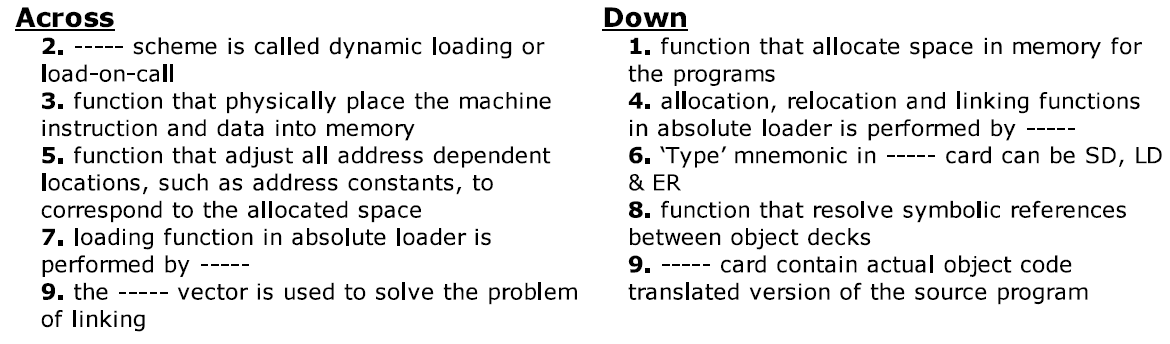 Across
2. ----- scheme is called dynamic loading or
load-on-call
3. function that physically place the machine
instruction and data into memory
5. function that adjust all address dependent
locations, such as address constants, to
correspond to the allocated space
7. loading function in absolute loader is
performed by -----
9. the ----- vector is used to solve the problem
of linking
Down
1. function that allocate space in memory for
the programs
4. allocation, relocation and linking functions
in absolute loader is performed by -----
6. ‘Type’ mnemonic in ----- card can be SD, LD
& ER
8. function that resolve symbolic references
between object decks
9. ----- card contain actual object code
translated version of the source program